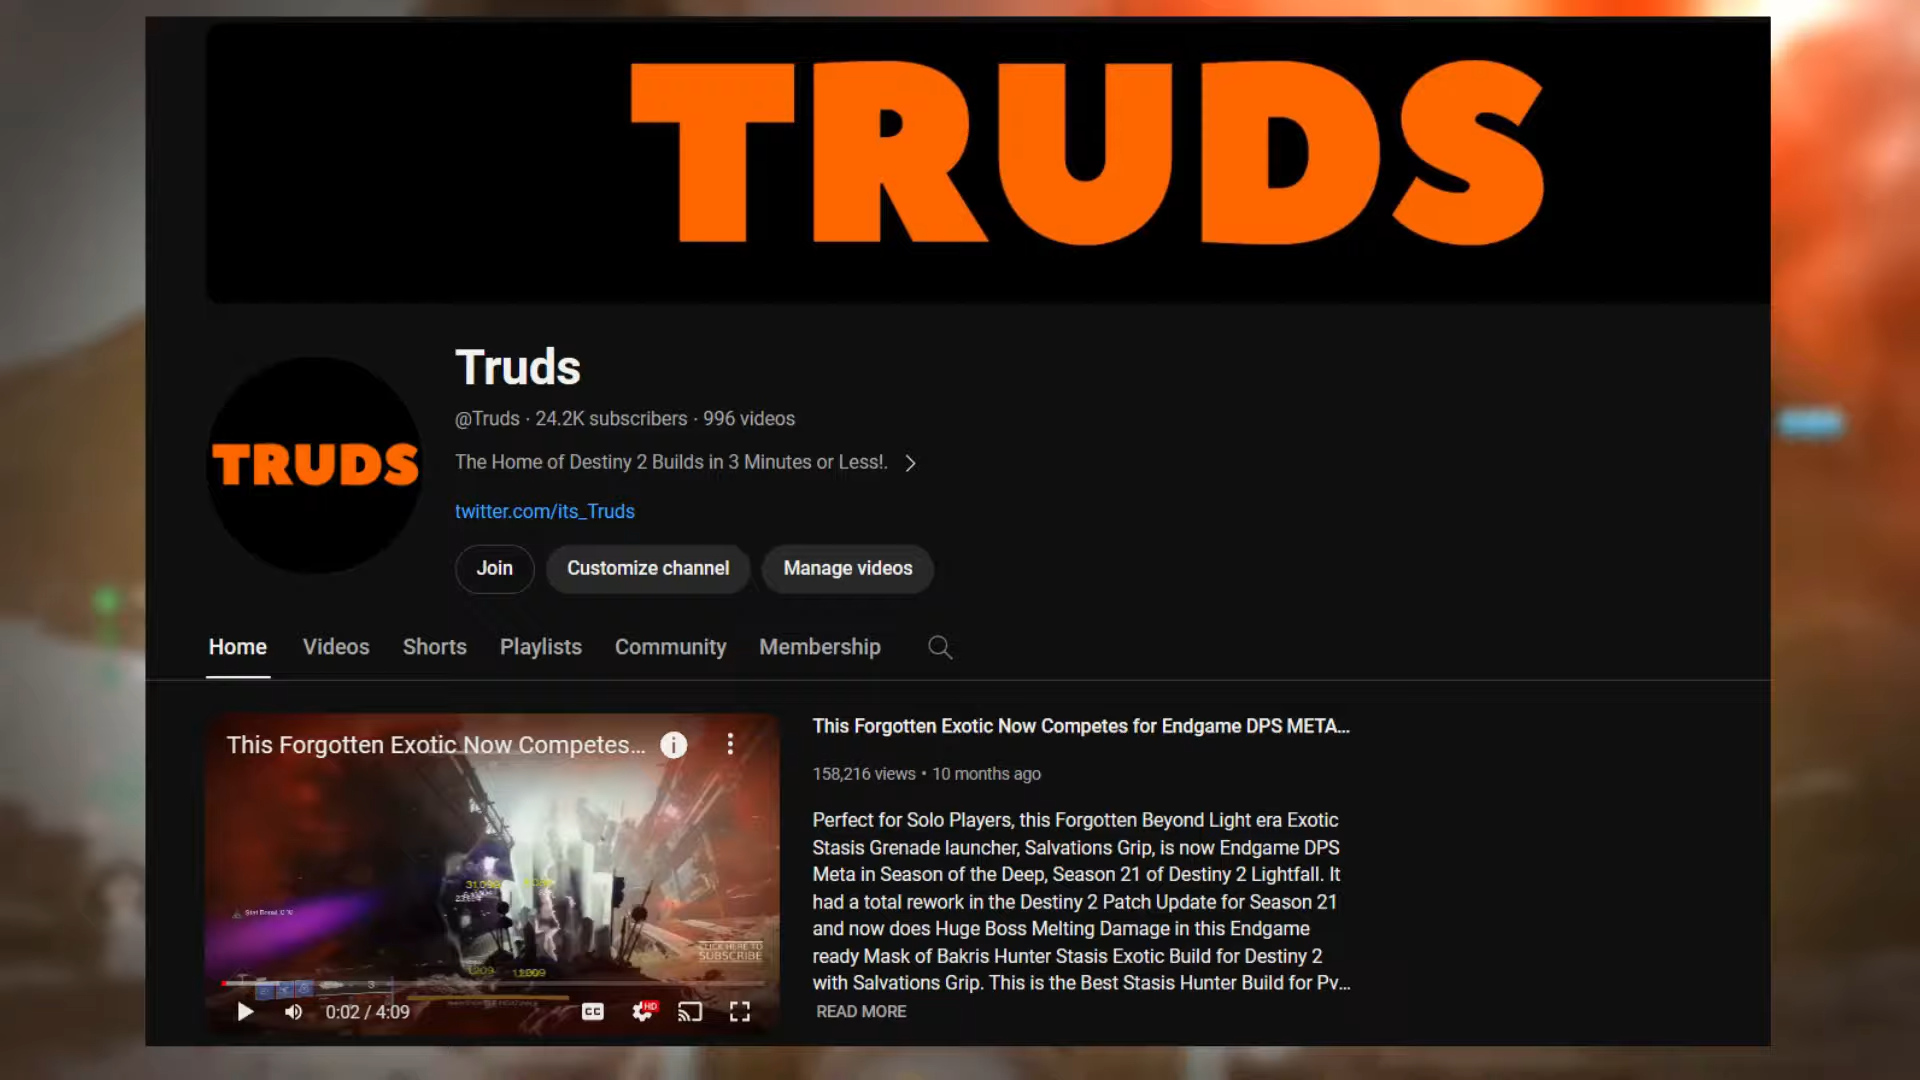 TRUDS
TRUDS
Truds
@Truds · 24.2K subscribers · 996 videos
The Home of Destiny 2 Builds in 3 Minutes or Less!.
twitter.com/its_Truds
Join
Customize channel
Manage videos
Home
Videos
Shorts
Playlists
Community
Membership
This Forgotten Exotic Now Competes...
CLICK HERE TO
SUBSCRIBE
3
0:02 / 4:09
CC
HD
This Forgotten Exotic Now Competes for Endgame DPS META...
158,216 views • 10 months ago
Perfect for Solo Players, this Forgotten Beyond Light era Exotic
Stasis Grenade launcher, Salvations Grip, is now Endgame DPS
Meta in Season of the Deep, Season 21 of Destiny 2 Lightfall. It
had a total rework in the Destiny 2 Patch Update for Season 21
and now does Huge Boss Melting Damage in this Endgame
ready Mask of Bakris Hunter Stasis Exotic Build for Destiny 2
with Salvations Grip. This is the Best Stasis Hunter Build for Pv...
READ MORE